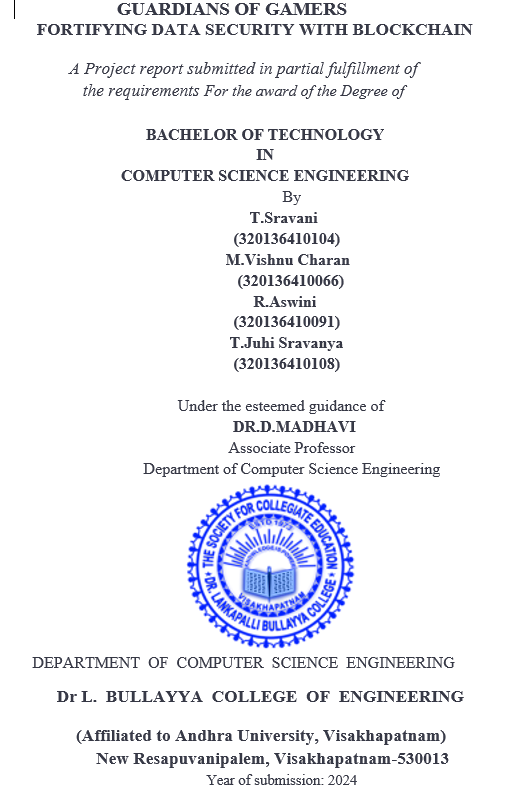 GUARDIANS OF GAMERS
FORTIFYING DATA SECURITY WITH BLOCKCHAIN
A Project report submitted in partial fulfillment of
the requirements For the award of the Degree of
BACHELOR OF TECHNOLOGY
IN
COMPUTER SCIENCE ENGINEERING
By
T.Sravani
(320136410104)
M.Vishnu Charan
(320136410066)
R.Aswini
(320136410091)
T.Juhi Sravanya
(320136410108)
Under the esteemed guidance of
DR.D.MADHAVI
Associate Professor
Department of Computer Science Engineering
THE SOCIETY FOR COLLEGIATE EDUCATION
ESTD 1973
KNOWLEDGE IS POWER
VISAKHAPATNAM
DR. LANKAPALLI BULLAYYA COLLEGE
DEPARTMENT OF COMPUTER SCIENCE ENGINEERING
Dr L. BULLAYYA COLLEGE OF ENGINEERING
(Affiliated to Andhra University, Visakhapatnam)
New Resapuvanipalem, Visakhapatnam-530013
Year of submission: 2024